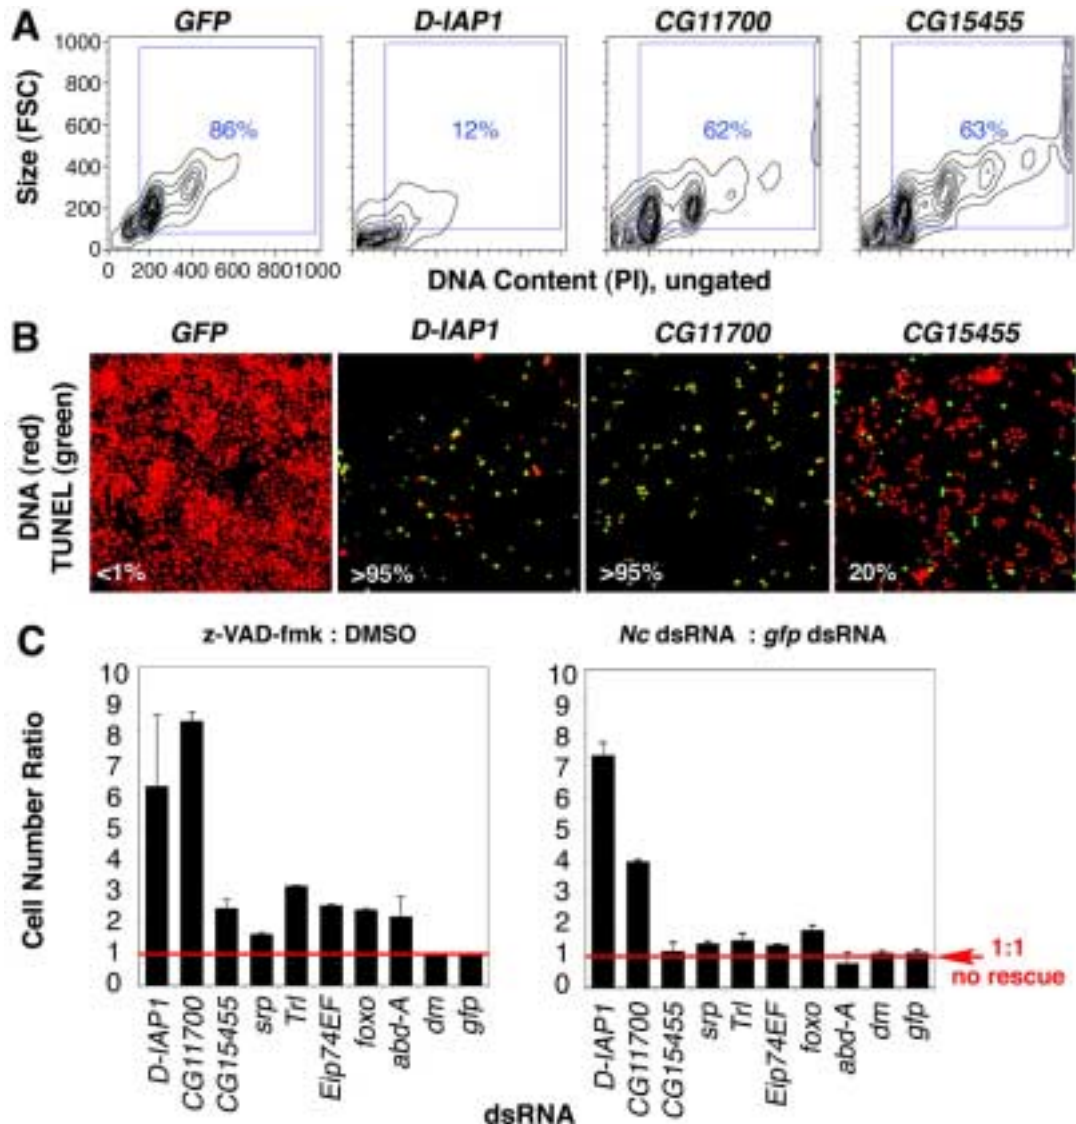 A
GFP
D-IAP1
CG11700
CG15455
Size (FSC)
1000
800
600
400
200
0
86%
12%
62%
63%
0 200 400 600 8001000
DNA Content (PI), ungated
B
GFP
D-IAP1
CG11700
CG15455
DNA (red)
TUNEL (green)
<1%
>95%
>95%
20%
C
z-VAD-fmk : DMSO
Nc dsRNA : gfp dsRNA
Cell Number Ratio
10
9
8
7
6
5
4
3
2
1
0
10
9
8
7
6
5
4
3
2
1
0
1:1
no rescue
D-IAP1
CG11700
CG15455
srp
Trl
Eip74EF
foxo
abd-A
dm
gfp
D-IAP1
CG11700
CG15455
srp
Trl
Eip74EF
foxo
abd-A
dm
gfp
dsRNA